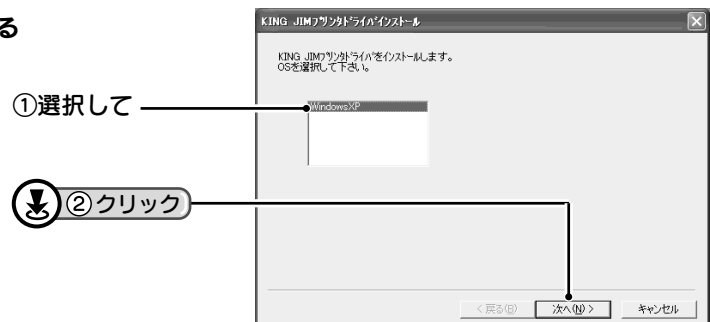 る
①選択して
②クリック
KING JIMプリンタドライバインストール
KING JIMプリンタドライバをインストールします。
OSを選択して下さい。
WindowsXP
< 戻る(B)
次へ(N) >
キャンセル